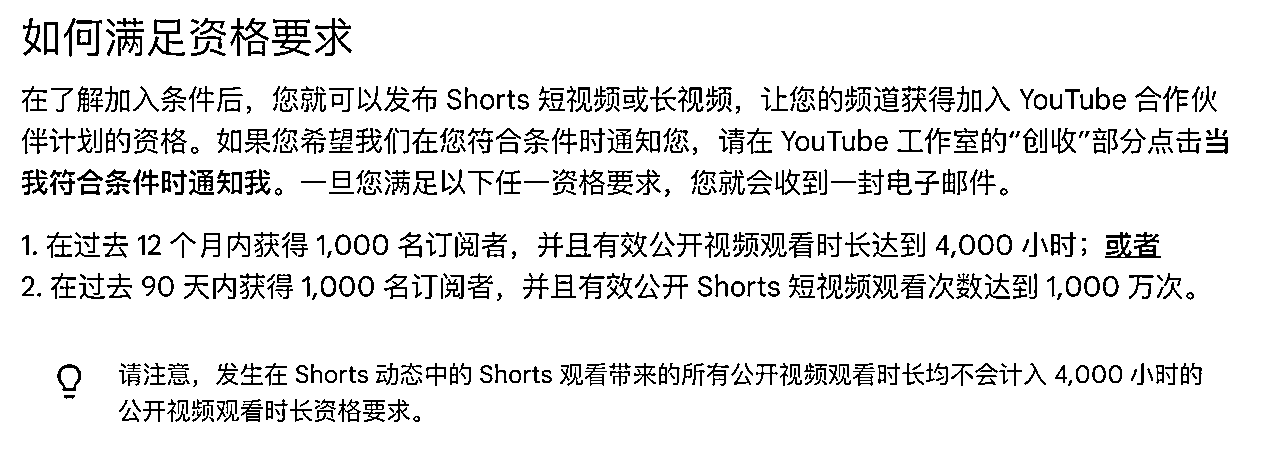 如何满足资格要求
在了解加入条件后，您就可以发布 Shorts 短视频或长视频，让您的频道获得加入 YouTube 合作伙
伴计划的资格。如果您希望我们在您符合条件时通知您，请在 YouTube 工作室的“创收”部分点击当
我符合条件时通知我。一旦您满足以下任一资格要求，您就会收到一封电子邮件。
1. 在过去 12 个月内获得 1,000 名订阅者，并且有效公开视频观看时长达到 4,000 小时；或者
2. 在过去 90 天内获得 1,000 名订阅者，并且有效公开 Shorts 短视频观看次数达到 1,000 万次。
请注意，发生在 Shorts 动态中的 Shorts 观看带来的所有公开视频观看时长均不会计入 4,000 小时的
公开视频观看时长资格要求。